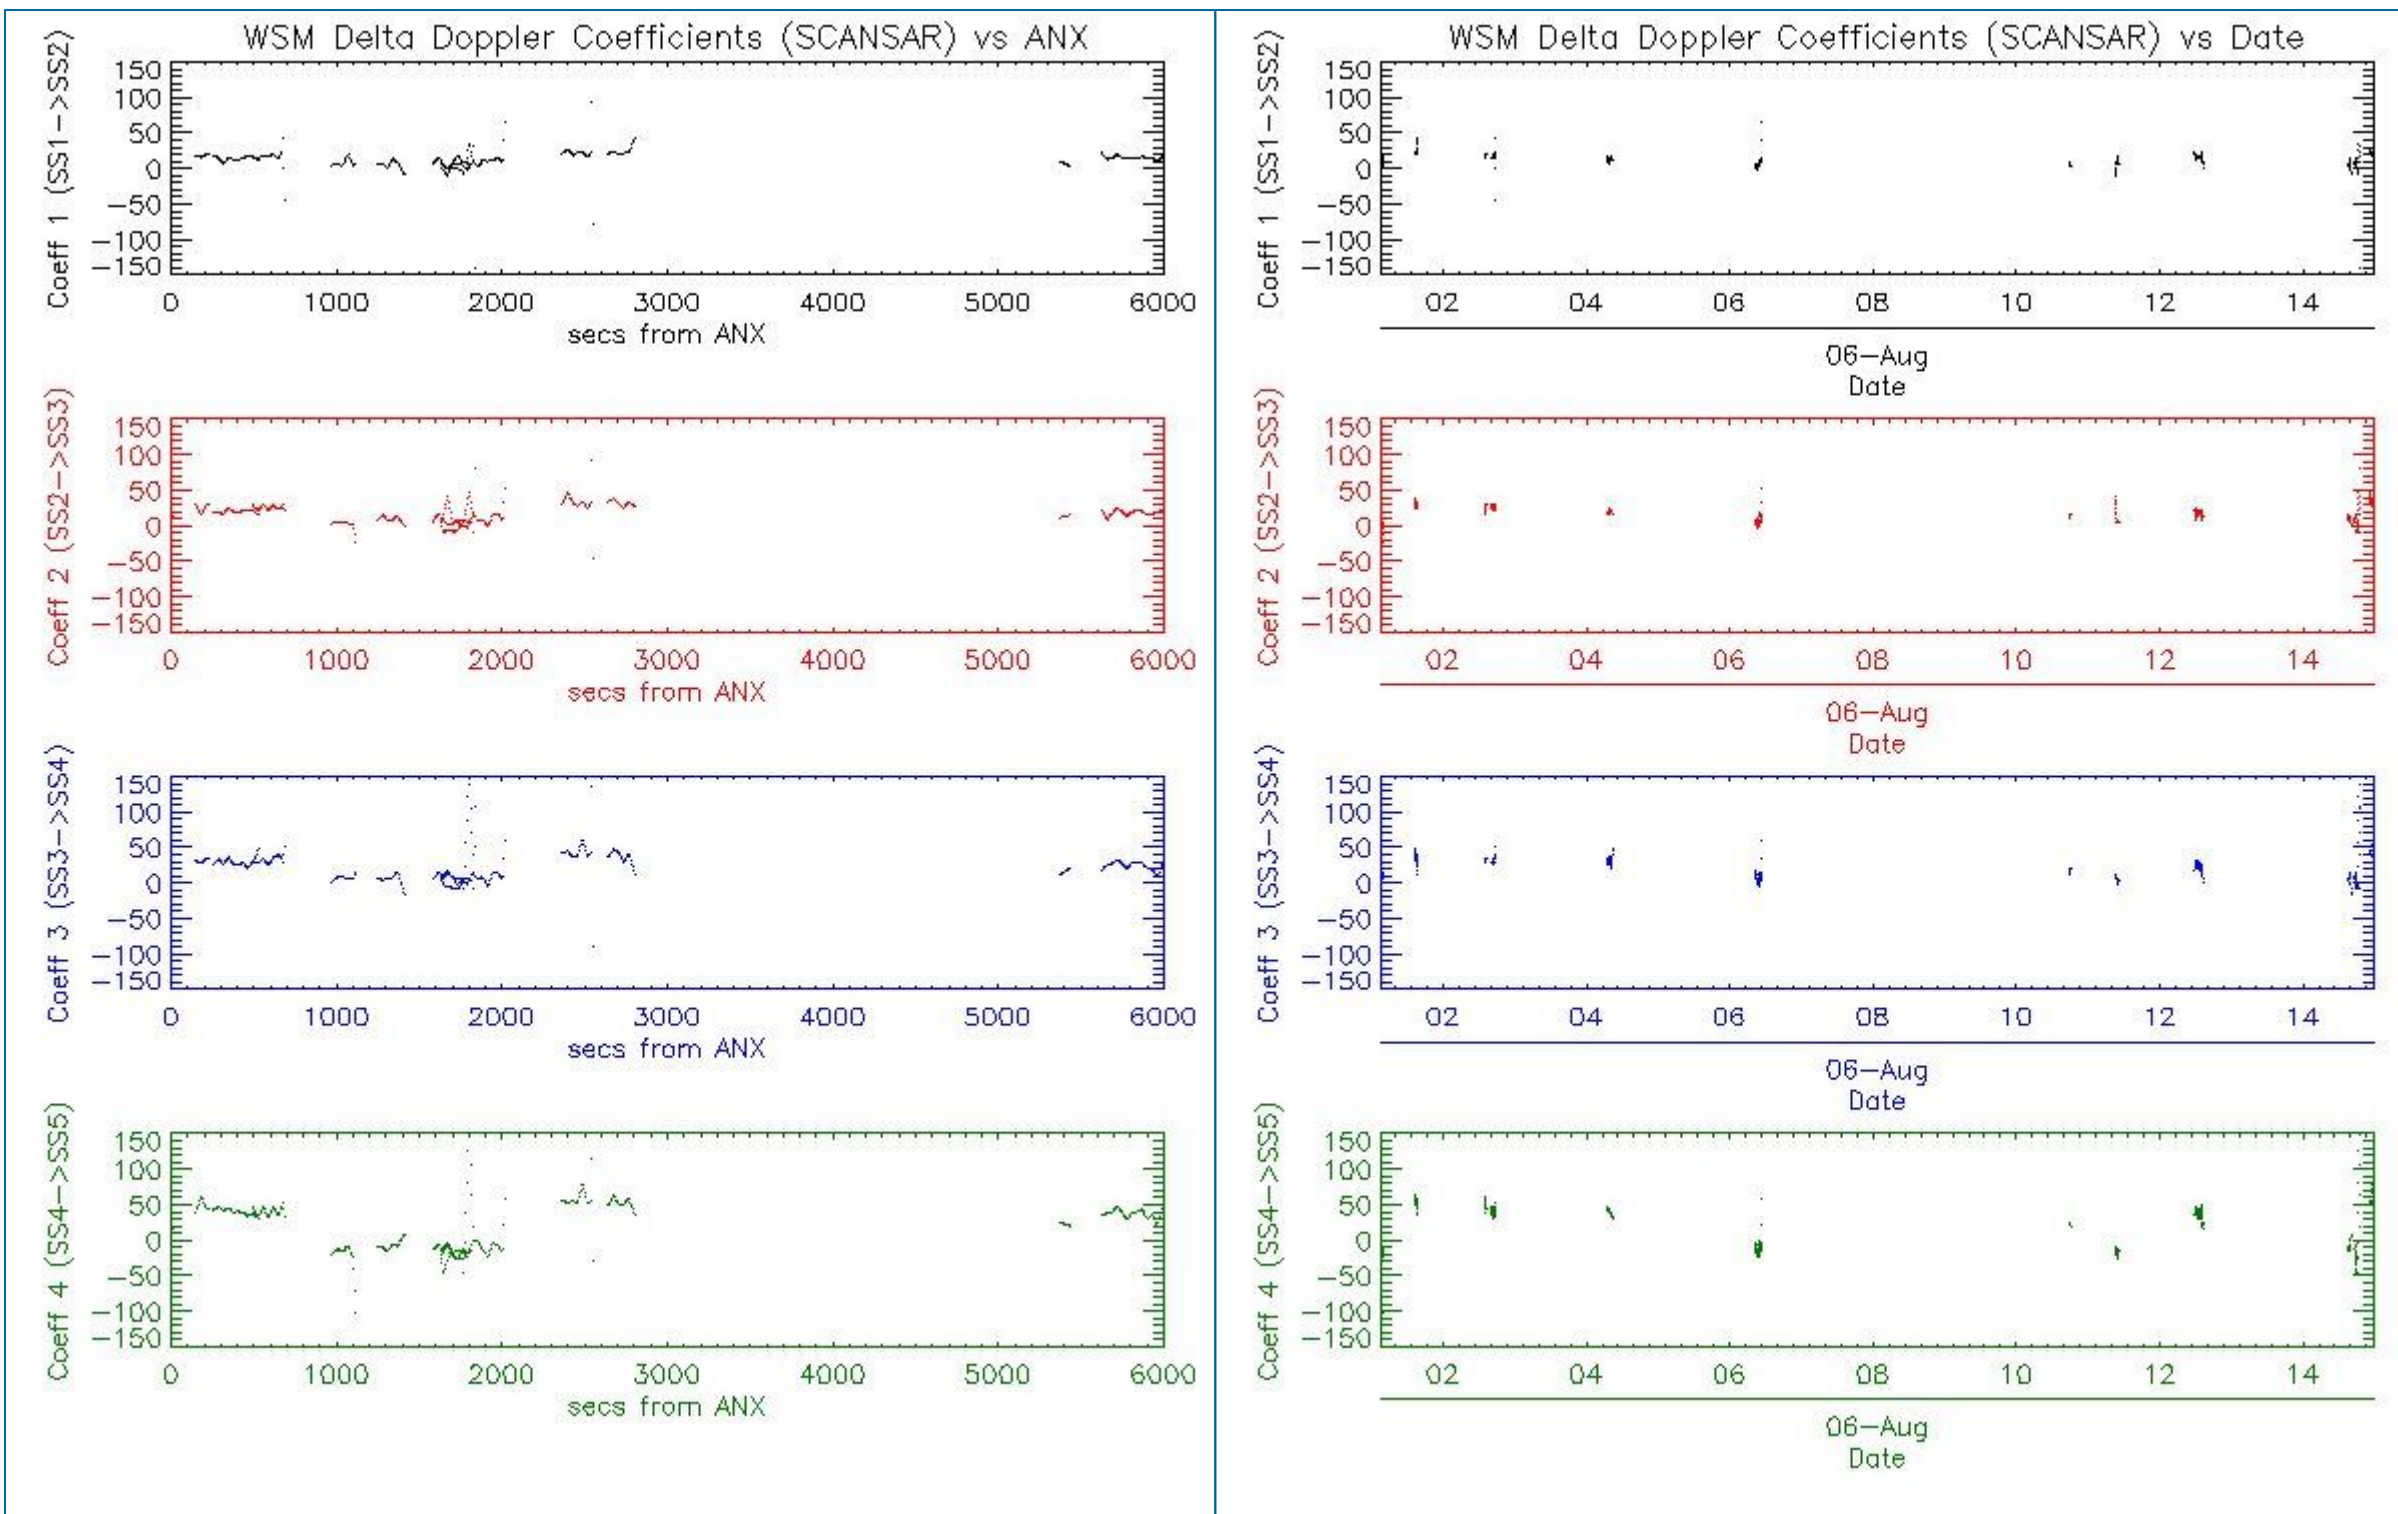 WSM Delta Doppler Coefficients (SCANSAR) vs ANX
Coeff 1 (SS1->SS2)
150
100
50
0
-50
-100
-150
0 1000 2000 3000 4000 5000 6000
secs from ANX
Coeff 2 (SS2->SS3)
150
100
50
0
-50
-100
-150
0 1000 2000 3000 4000 5000 6000
secs from ANX
Coeff 3 (SS3->SS4)
150
100
50
0
-50
-100
-150
0 1000 2000 3000 4000 5000 6000
secs from ANX
Coeff 4 (SS4->SS5)
150
100
50
0
-50
-100
-150
0 1000 2000 3000 4000 5000 6000
secs from ANX
WSM Delta Doppler Coefficients (SCANSAR) vs Date
Coeff 1 (SS1->SS2)
150
100
50
0
-50
-100
-150
02 04 06 08 10 12 14
06-Aug
Date
Coeff 2 (SS2->SS3)
150
100
50
0
-50
-100
-150
02 04 06 08 10 12 14
06-Aug
Date
Coeff 3 (SS3->SS4)
150
100
50
0
-50
-100
-150
02 04 06 08 10 12 14
06-Aug
Date
Coeff 4 (SS4->SS5)
150
100
50
0
-50
-100
-150
02 04 06 08 10 12 14
06-Aug
Date